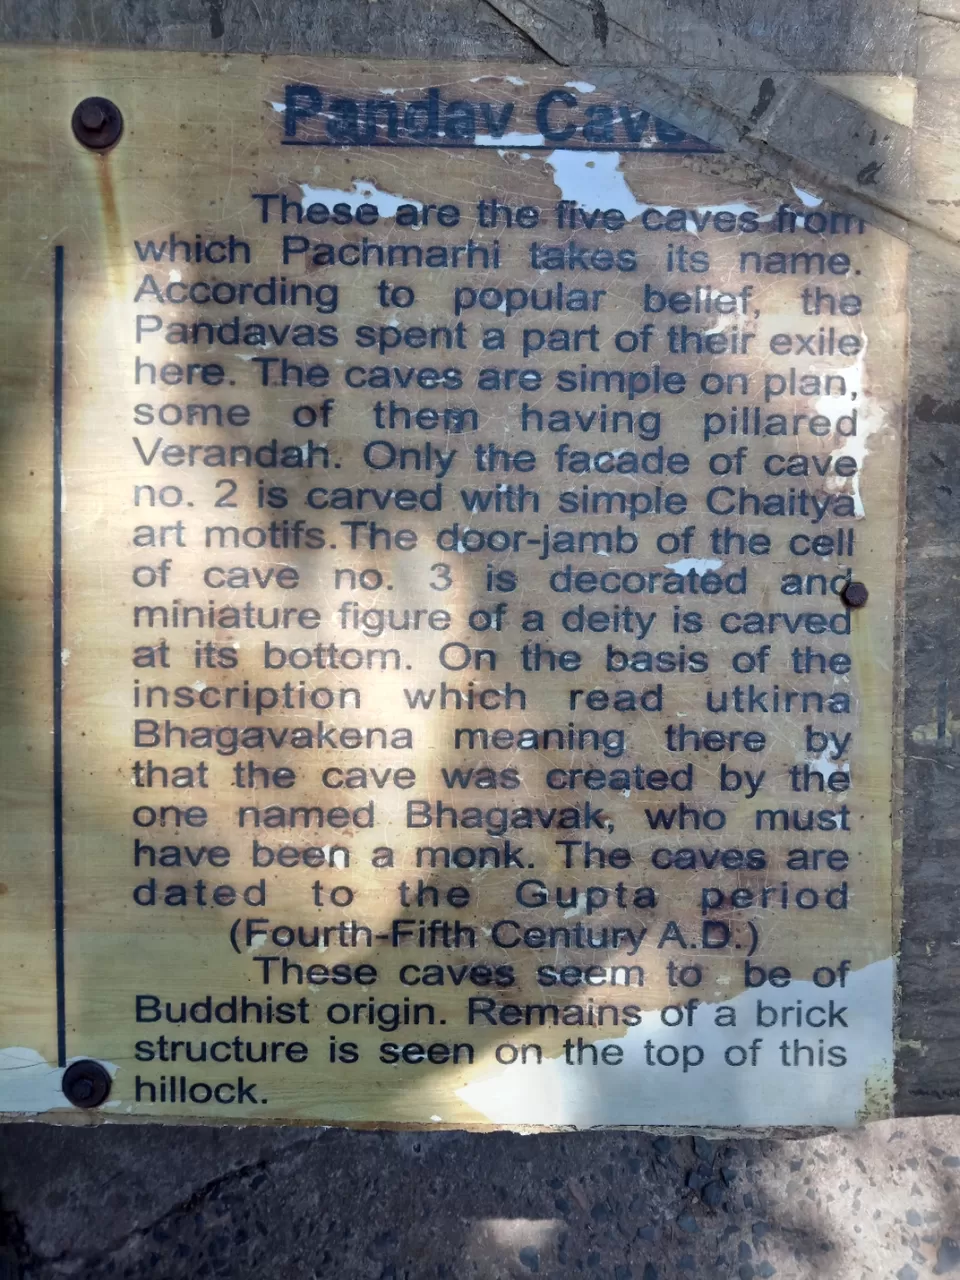 Pandav Cave
These are the five caves from
which Pachmarhi takes its name.
According to popular belief, the
Pandavas spent a part of their exile
here. The caves are simple on plan,
some of them having pillared
Verandah. Only the facade of cave
no. 2 is carved with simple Chaitya
art motifs. The door-jamb of the cell
of cave no. 3 is decorated and
miniature figure of a deity is carved
at its bottom. On the basis of the
inscription which read utkirna
Bhagavakena meaning there by
that the cave was created by the
one named Bhagavak, who must
have been a monk. The caves are
dated to the Gupta period
(Fourth-Fifth Century A.D.)
These caves seem to be of
Buddhist origin. Remains of a brick
structure is seen on the top of this
hillock.